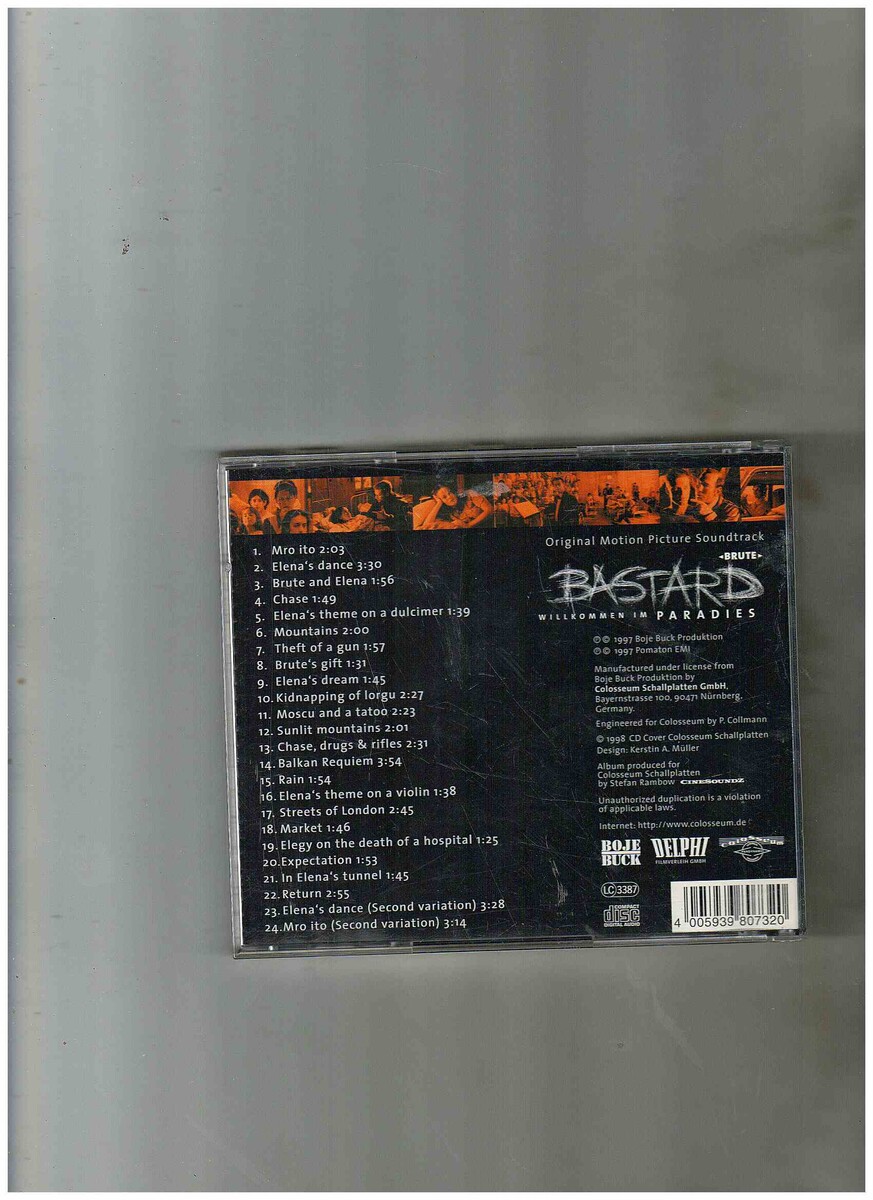 1. Mro ito 2:03
2. Elena's dance 3:30
3. Brute and Elena 1:56
4. Chase 1:49
5. Elena's theme on a dulcimer 1:39
6. Mountains 2:00
7. Theft of a gun 1:57
8. Brute's gift 1:31
9. Elena's dream 1:45
10. Kidnapping of Iorgu 2:27
11. Moscu and a tatoo 2:23
12. Sunlit mountains 2:01
13. Chase, drugs & rifles 2:31
14. Balkan Requiem 3:54
15. Rain 1:54
16. Elena's theme on a violin 1:38
17. Streets of London 2:45
18. Market 1:46
19. Elegy on the death of a hospital 1:25
20. Expectation 1:53
21. In Elena's tunnel 1:45
22. Return 2:55
23. Elena's dance (Second variation) 3:28
24. Mro ito (Second variation) 3:14
Original Motion Picture Soundtrack
◄BRUTE►
BASTARD
WILLKOMMEN IM PARADIES
℗© 1997 Boje Buck Produktion
℗© 1997 Pomaton EMI
Manufactured under license from
Boje Buck Produktion by
Colosseum Schallplatten GmbH,
Bayernstrasse 100, 90471 Nürnberg,
Germany.
Engineered for Colosseum by P. Collmann
© 1998 CD Cover Colosseum Schallplatten
Design: Kerstin A. Müller
Album produced for
Colosseum Schallplatten
by Stefan Rambow CINESOUNDZ
Unauthorized duplication is a violation
of applicable laws.
Internet: http://www.colosseum.de
BOJE
BUCK
DELPHI
FILMVERLEIH GMBH
Colosseum
LC 3387
COMPACT
disc
DIGITAL AUDIO
4 005939 807320